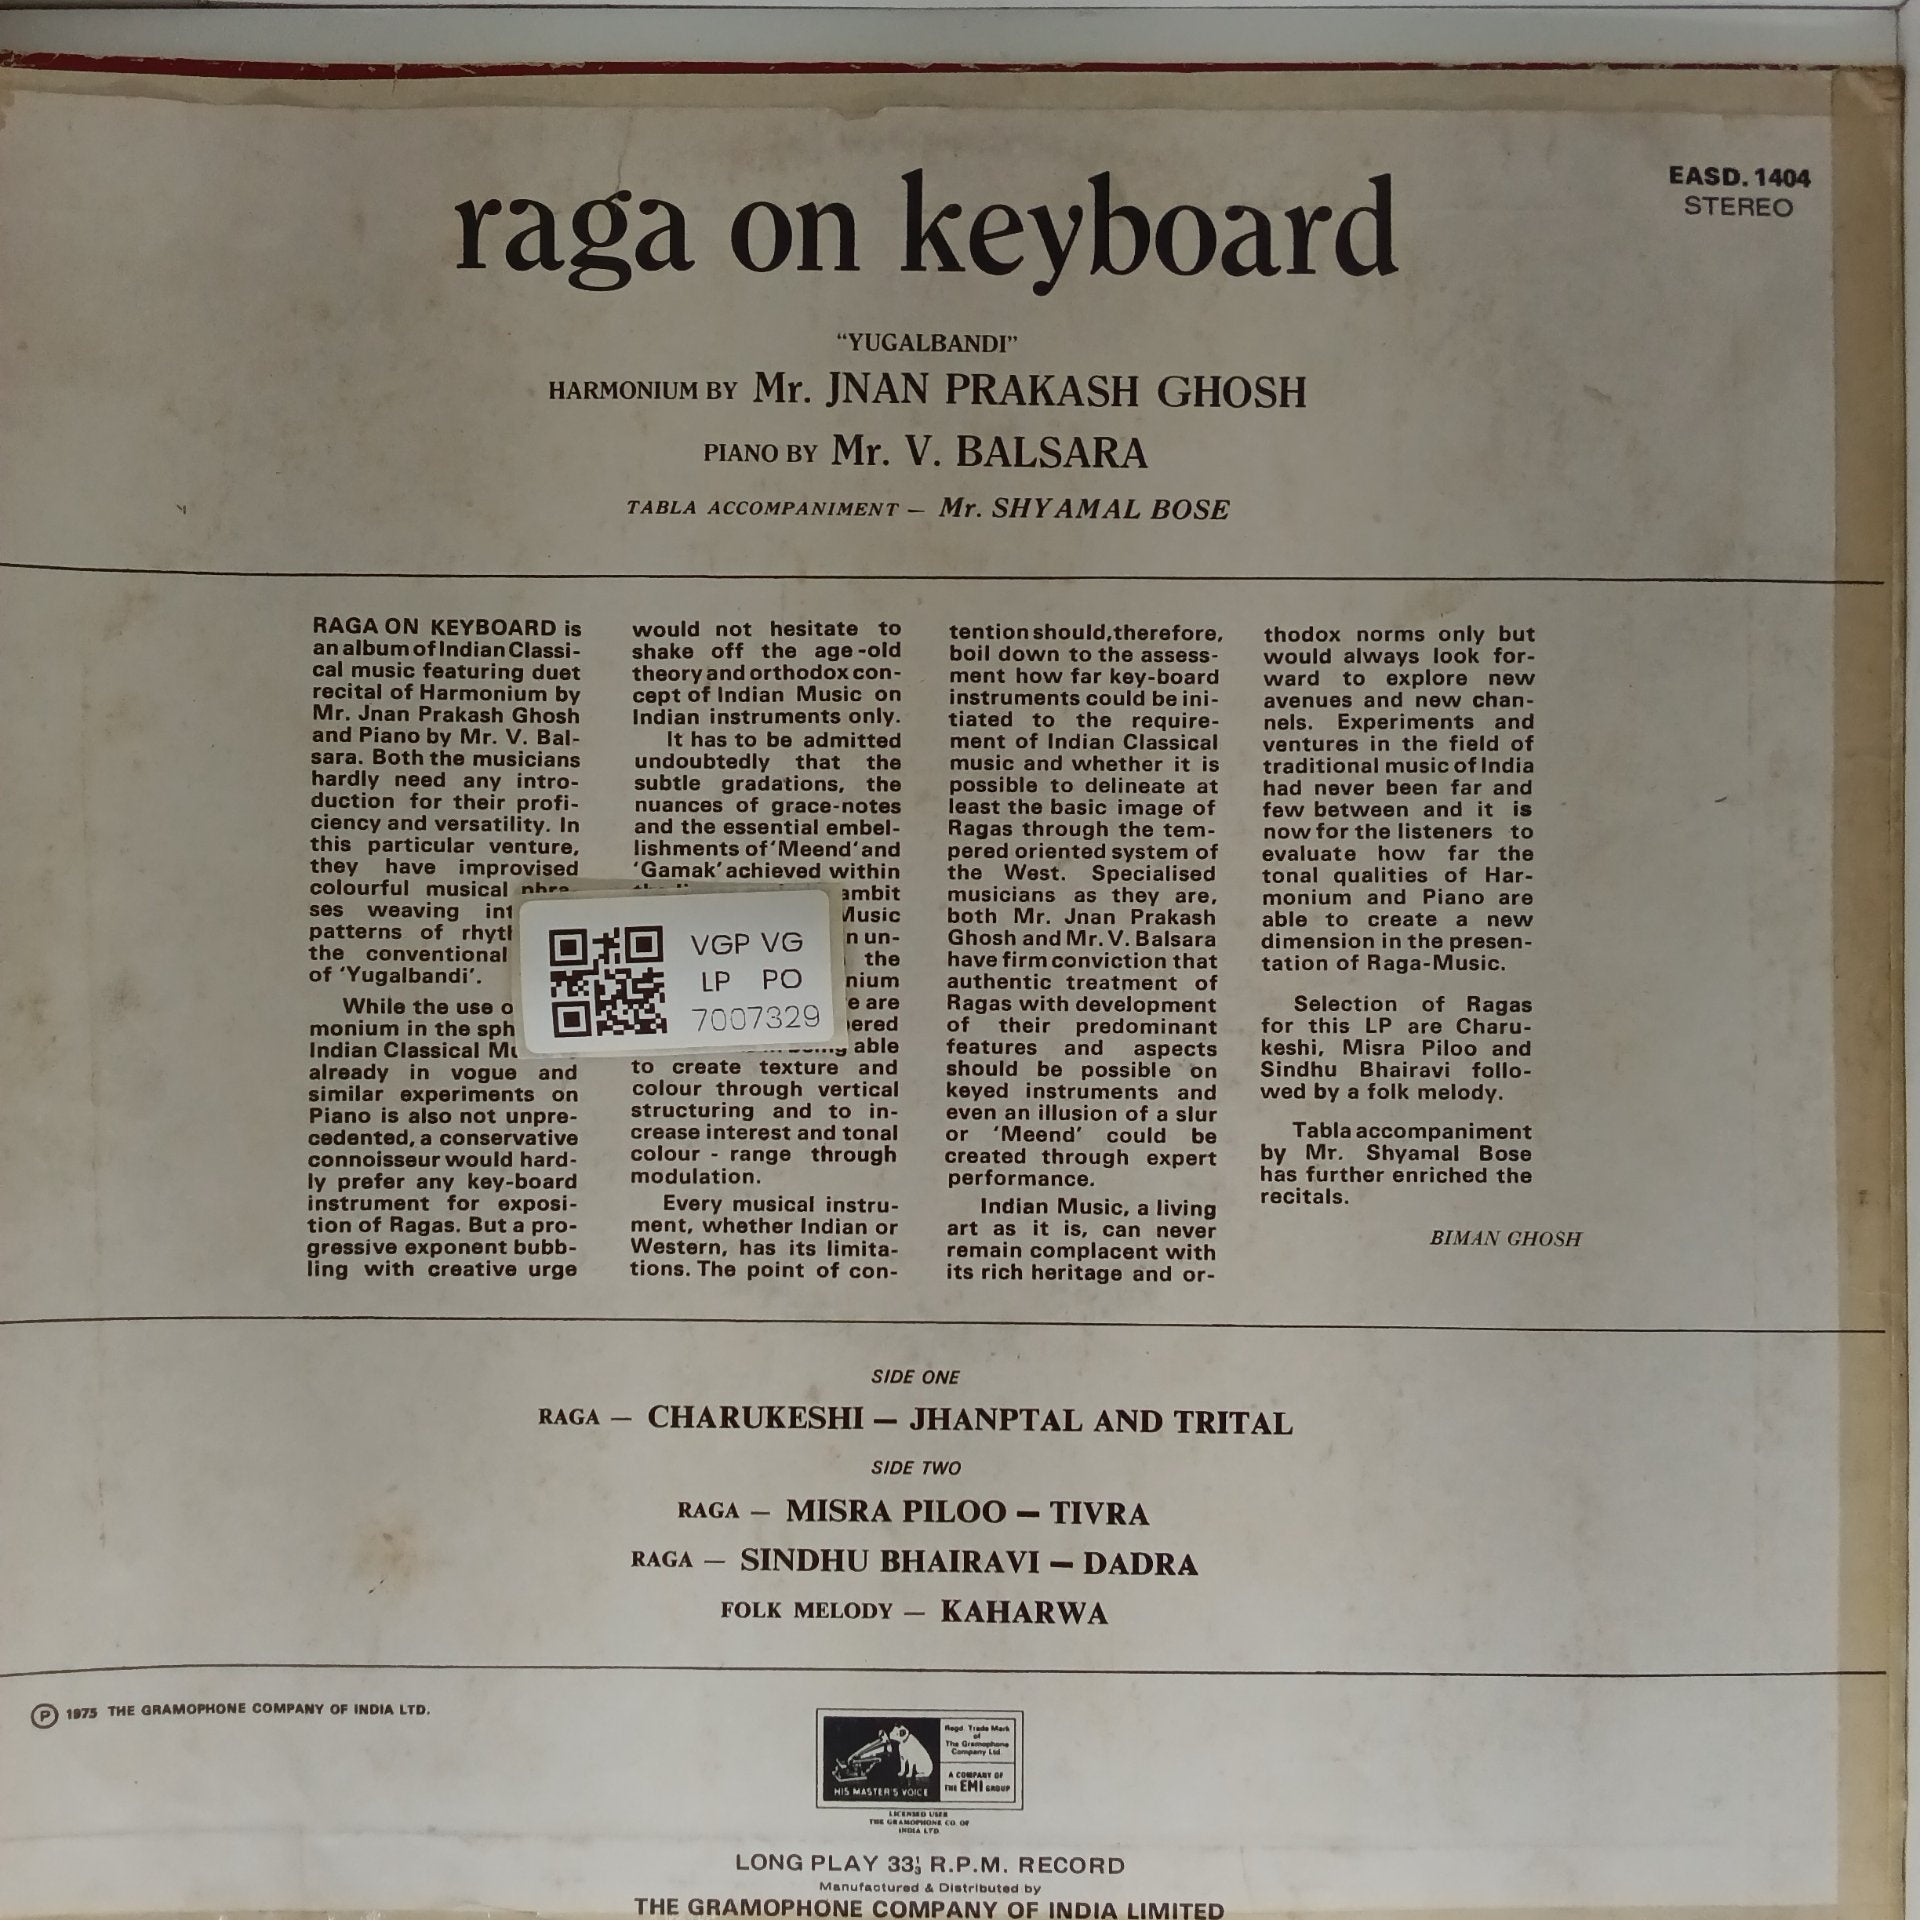 EASD. 1404
STEREO
raga on keyboard
“YUGALBANDI”
HARMONIUM BY Mr. JNAN PRAKASH GHOSH
PIANO BY Mr. V. BALSARA
TABLA ACCOMPANIMENT — Mr. SHYAMAL BOSE
RAGA ON KEYBOARD is
an album of Indian Classi-
cal music featuring duet
recital of Harmonium by
Mr. Jnan Prakash Ghosh
and Piano by Mr. V. Bal-
sara. Both the musicians
hardly need any intro-
duction for their profi-
ciency and versatility. In
this particular venture,
they have improvised
colourful musical phra-
ses weaving
patterns of
the conventional
of ‘Yugalbandi’.
While the use
monium in the
Indian Classical
already in vogue and
similar experiments on
Piano is also not unpre-
cedented, a conservative
connoisseur would hard-
ly prefer any key-board
instrument for exposi-
tion of Ragas. But a pro-
gressive exponent bubb-
ling with creative urge
would not hesitate to
shake off the age-old
theory and orthodox con-
cept of Indian Music on
Indian instruments only.
It has to be admitted
undoubtedly that the
subtle gradations, the
nuances of grace-notes
and the essential embel-
lishments of ‘Meend’ and
‘Gamak’ achieved within
ambit
Music
un-
the
are
able
to create texture and
colour through vertical
structuring and to in-
crease interest and tonal
colour - range through
modulation.
Every musical instru-
ment, whether Indian or
Western, has its limita-
tions. The point of con-
tention should, therefore,
boil down to the assess-
ment how far key-board
instruments could be ini-
tiated to the require-
ment of Indian Classical
music and whether it is
possible to delineate at
least the basic image of
Ragas through the tem-
pered oriented system of
the West. Specialised
musicians as they are,
both Mr. Jnan Prakash
Ghosh and Mr. V. Balsara
have firm conviction that
authentic treatment of
Ragas with development
of their predominant
features and aspects
should be possible on
keyed instruments and
even an illusion of a slur
or ‘Meend’ could be
created through expert
performance.
Indian Music, a living
art as it is, can never
remain complacent with
its rich heritage and or-
thodox norms only but
would always look for-
ward to explore new
avenues and new chan-
nels. Experiments and
ventures in the field of
traditional music of India
had never been far and
few between and it is
now for the listeners to
evaluate how far the
tonal qualities of Har-
monium and Piano are
able to create a new
dimension in the presen-
tation of Raga-Music.
Selection of Ragas
for this LP are Charu-
keshi, Misra Piloo and
Sindhu Bhairavi follo-
wed by a folk melody.
Tabla accompaniment
by Mr. Shyamal Bose
has further enriched the
recitals.
BIMAN GHOSH
VGP VG
LP PO
7007329
SIDE ONE
RAGA — CHARUKESHI — JHANPTAL AND TRITAL
SIDE TWO
RAGA — MISRA PILOO — TIVRA
RAGA — SINDHU BHAIRAVI — DADRA
FOLK MELODY — KAHARWA
Ⓟ 1975 THE GRAMOPHONE COMPANY OF INDIA LTD.
HIS MASTER'S VOICE
Regd. Trade Mark
of
The Gramophone
Company Ltd.
A COMPANY OF
THE EMI GROUP
LICENSED USER
THE GRAMOPHONE CO. OF
INDIA LTD.
LONG PLAY 33⅓ R.P.M. RECORD
Manufactured & Distributed by
THE GRAMOPHONE COMPANY OF INDIA LIMITED